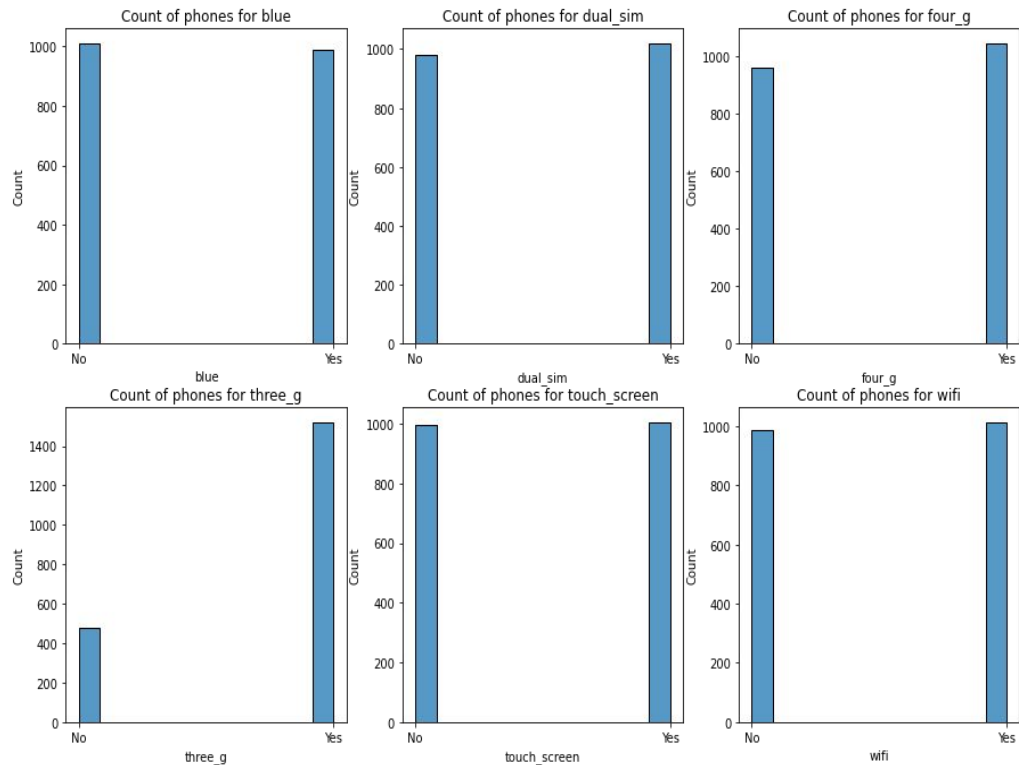 Count of phones for blue
Count
1000
800
600
400
200
0
No Yes
blue
Count of phones for dual_sim
Count
1000
800
600
400
200
0
No Yes
dual_sim
Count of phones for four_g
Count
1000
800
600
400
200
0
No Yes
four_g
Count of phones for three_g
Count
1400
1200
1000
800
600
400
200
0
No Yes
three_g
Count of phones for touch_screen
Count
1000
800
600
400
200
0
No Yes
touch_screen
Count of phones for wifi
Count
1000
800
600
400
200
0
No Yes
wifi